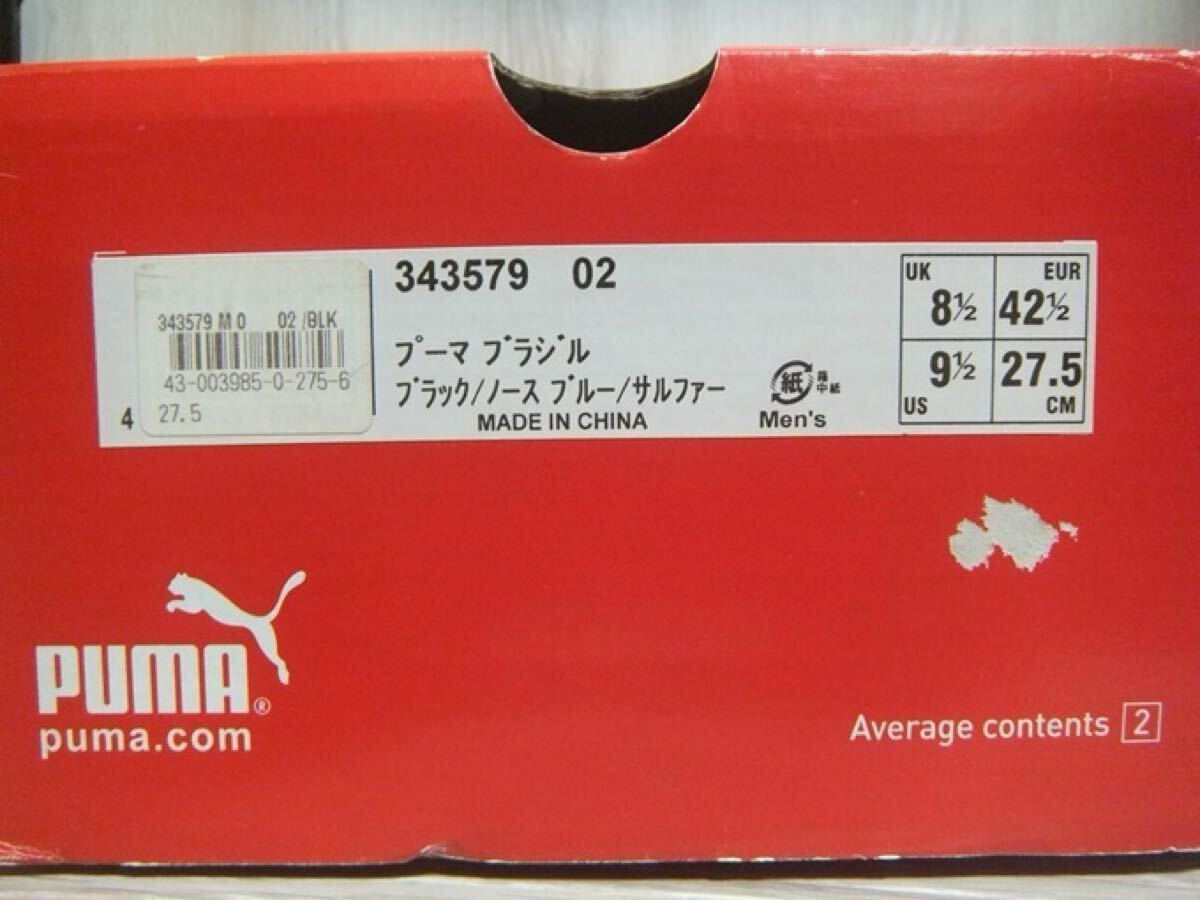 343579 M 0 02 /BLK
43-003985-0-275-6
27.5
4
343579 02
プーマ ブラジル
ブラック/ノース ブルー/サルファー
MADE IN CHINA
紙
箱
中紙
Men's
UK
8½
EUR
42½
9½
US
27.5
CM
PUMA®
puma.com
Average contents 2